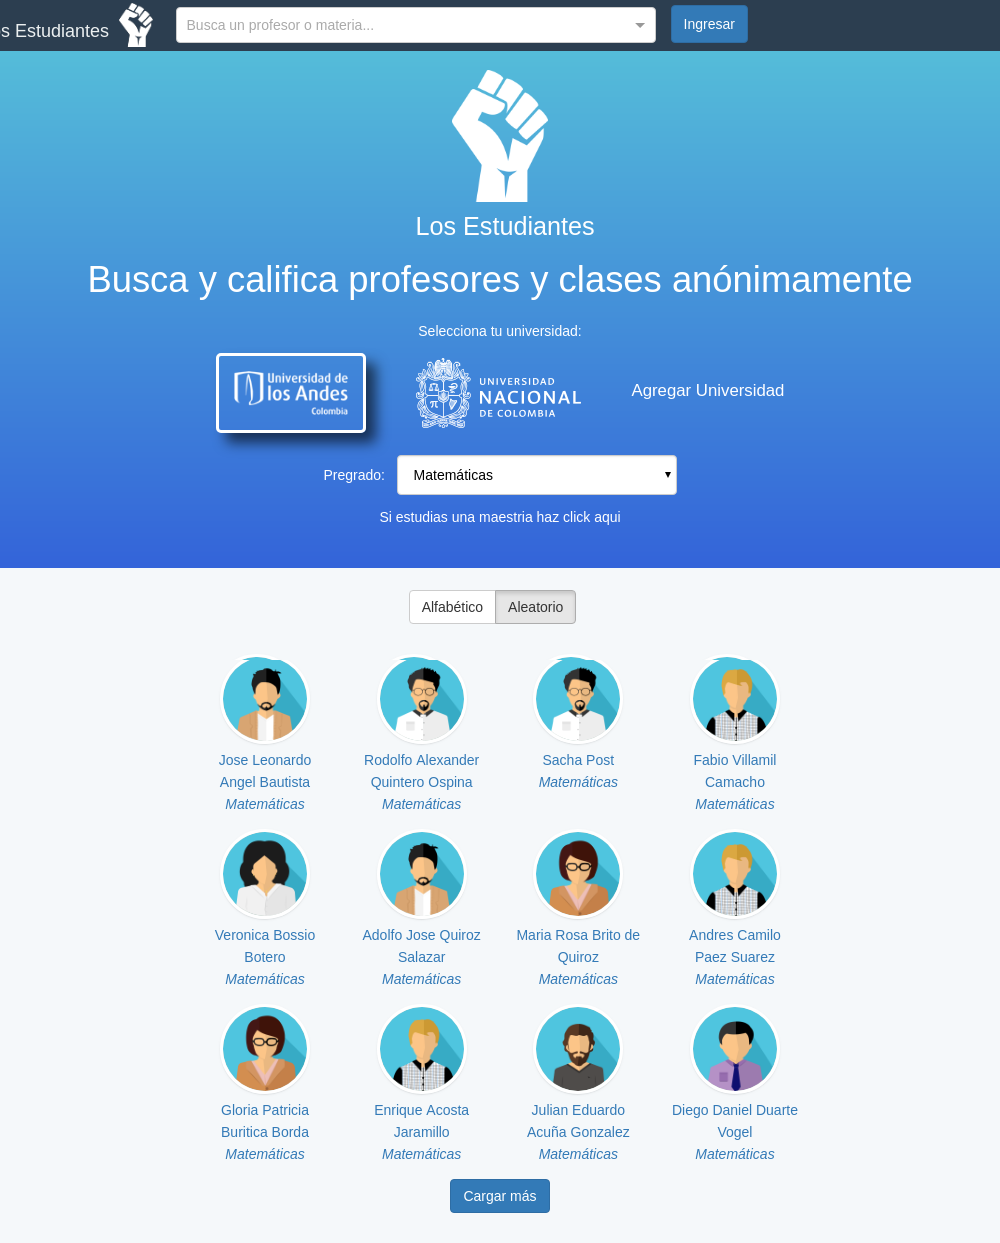 s Estudiantes
Busca un profesor o materia...
Ingresar
Los Estudiantes
Busca y califica profesores y clases anónimamente
Selecciona tu universidad:
Universidad de
los Andes
Colombia
UNIVERSIDAD
NACIONAL
DE COLOMBIA
Agregar Universidad
Pregrado:
Matemáticas
Si estudias una maestria haz click aqui
Alfabético
Aleatorio
Jose Leonardo
Angel Bautista
Matemáticas
Rodolfo Alexander
Quintero Ospina
Matemáticas
Sacha Post
Matemáticas
Fabio Villamil
Camacho
Matemáticas
Veronica Bossio
Botero
Matemáticas
Adolfo Jose Quiroz
Salazar
Matemáticas
Maria Rosa Brito de
Quiroz
Matemáticas
Andres Camilo
Paez Suarez
Matemáticas
Gloria Patricia
Buritica Borda
Matemáticas
Enrique Acosta
Jaramillo
Matemáticas
Julian Eduardo
Acuña Gonzalez
Matemáticas
Diego Daniel Duarte
Vogel
Matemáticas
Cargar más